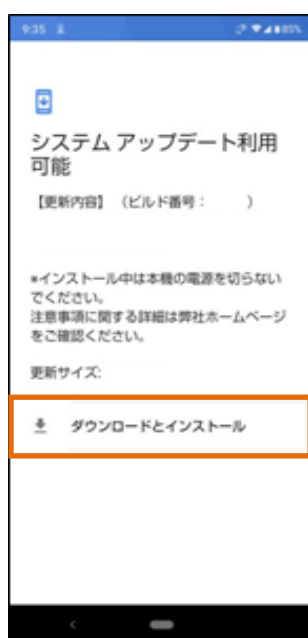 9:35
85%
システム アップデート利用
可能
【更新内容】（ビルド番号：　　）
*インストール中は本機の電源を切らない
でください。
注意事項に関する詳細は弊社ホームページ
をご確認ください。
更新サイズ:
ダウンロードとインストール